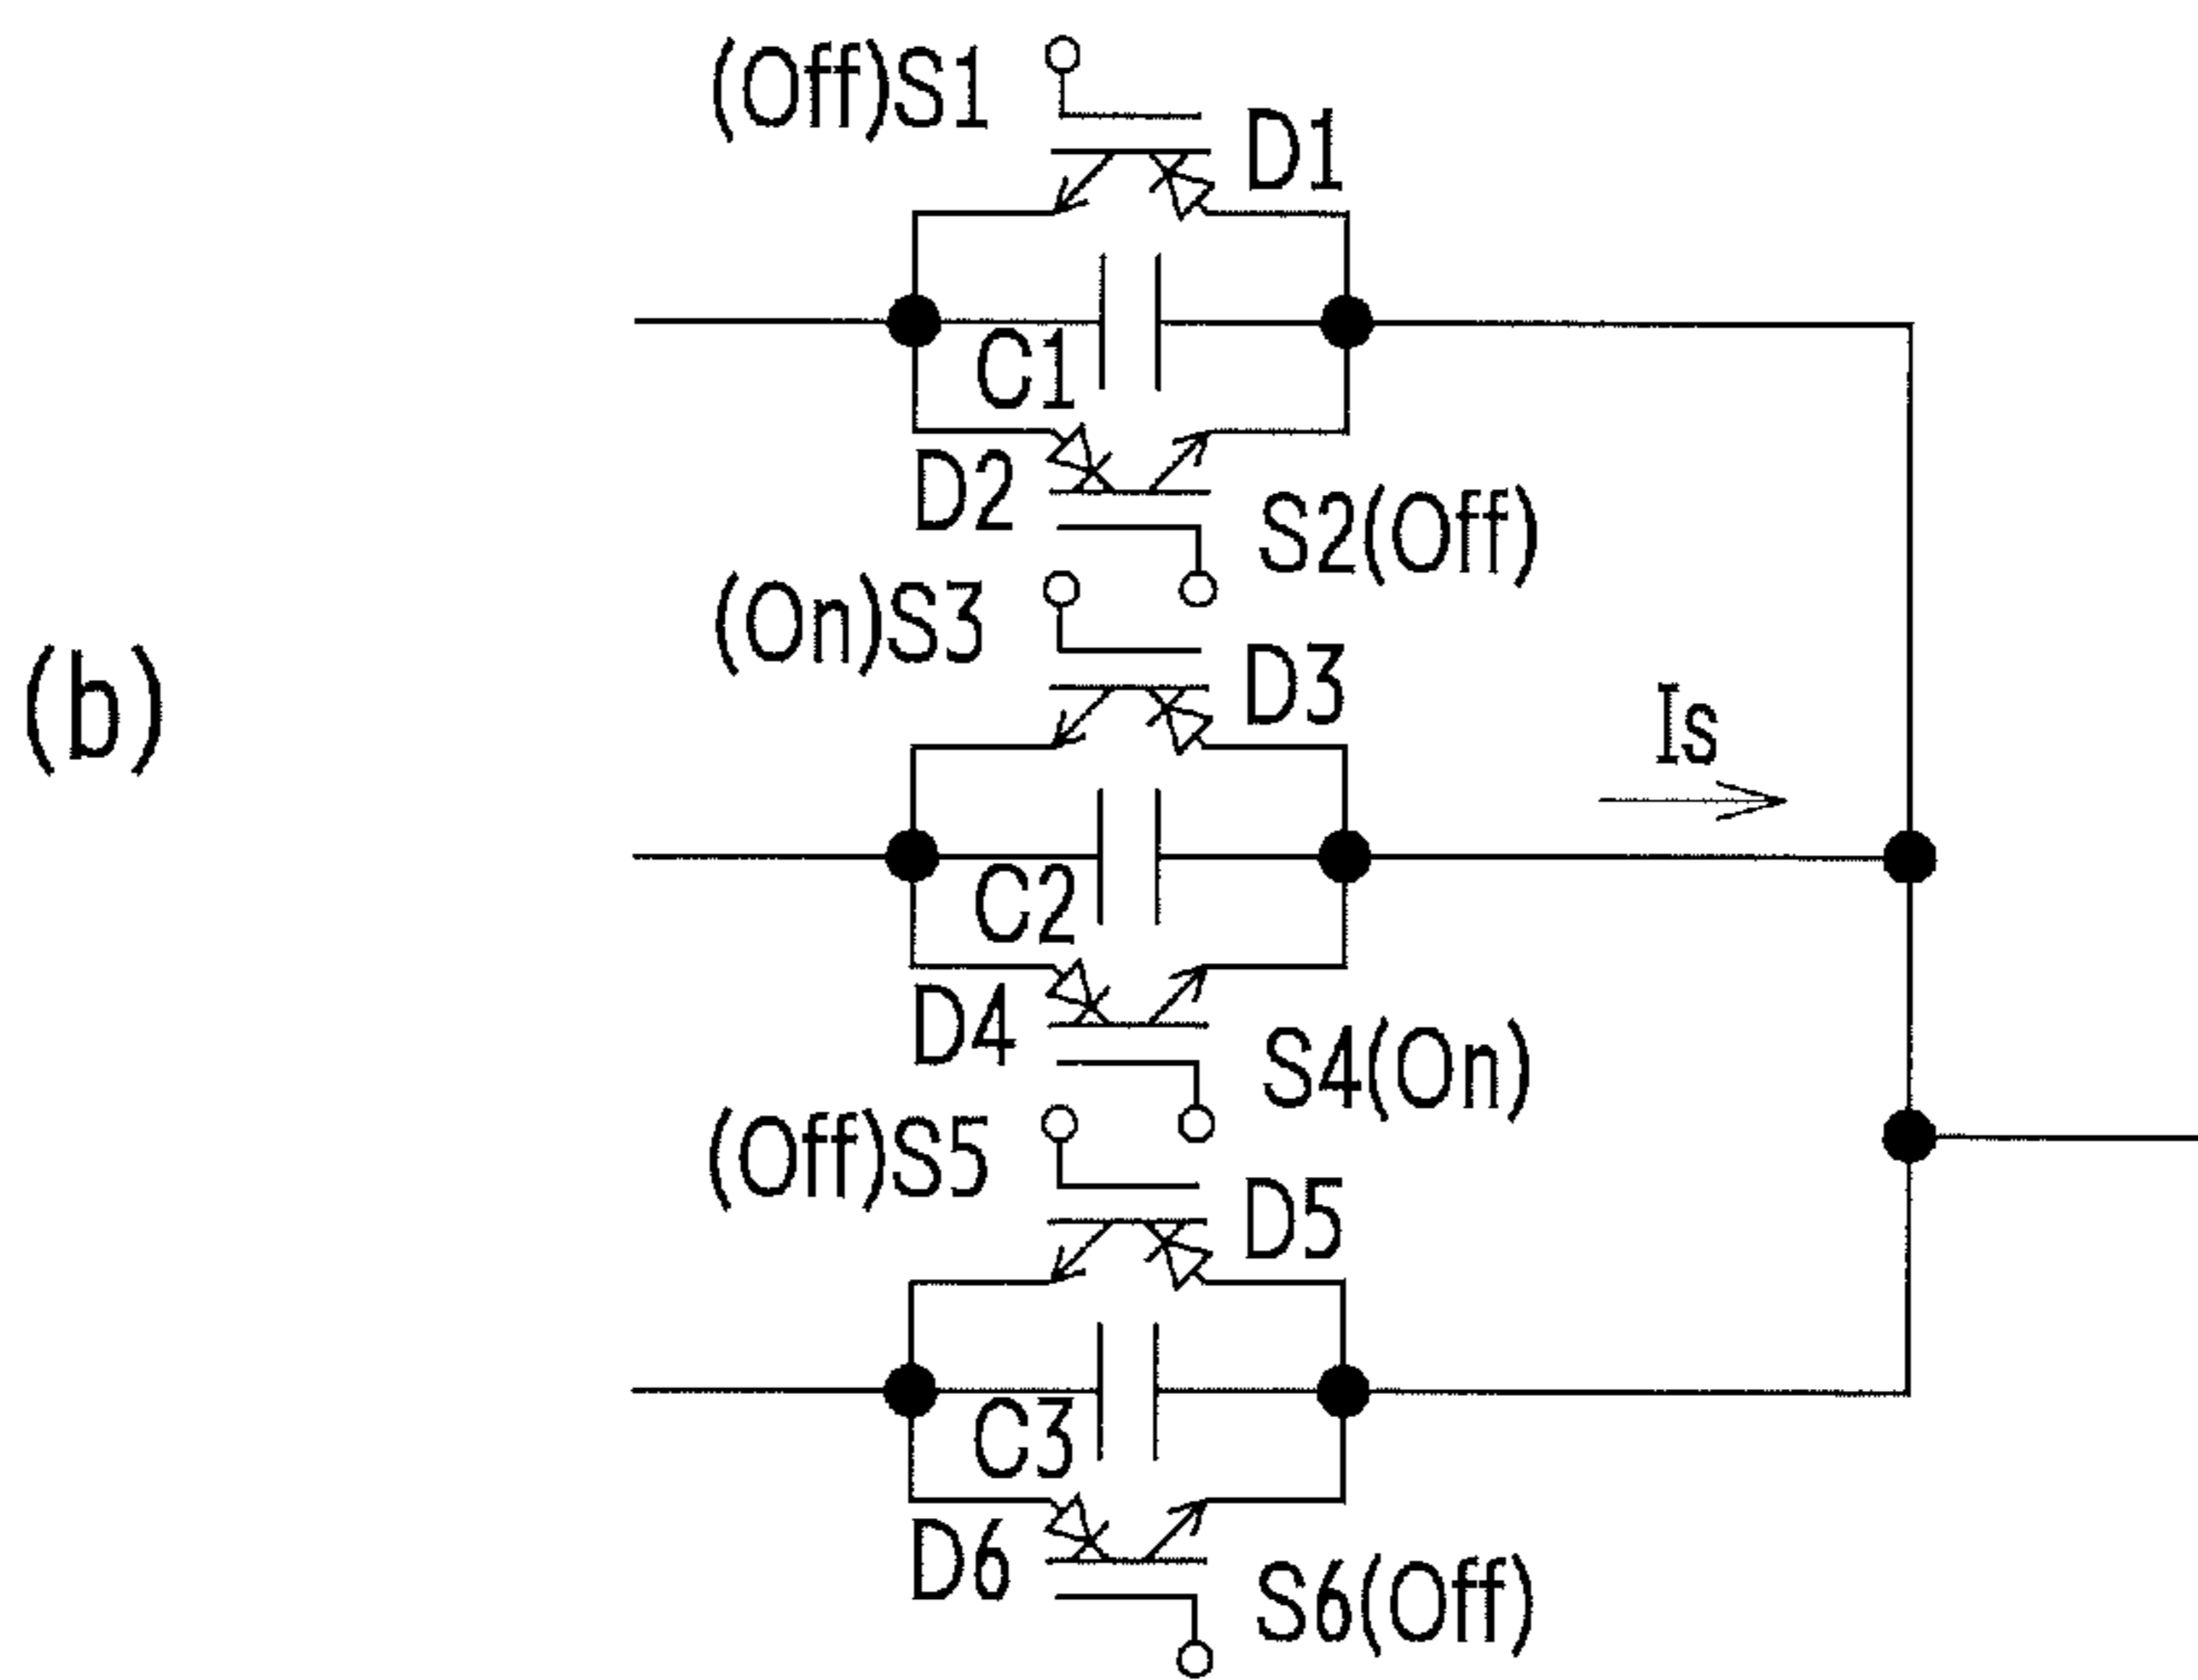 (Off)S1
D1
C1
D2
S2(Off)
(On)S3
D3
(b)
Is
C2
D4
S4(On)
(Off)S5
D5
C3
D6
S6(Off)